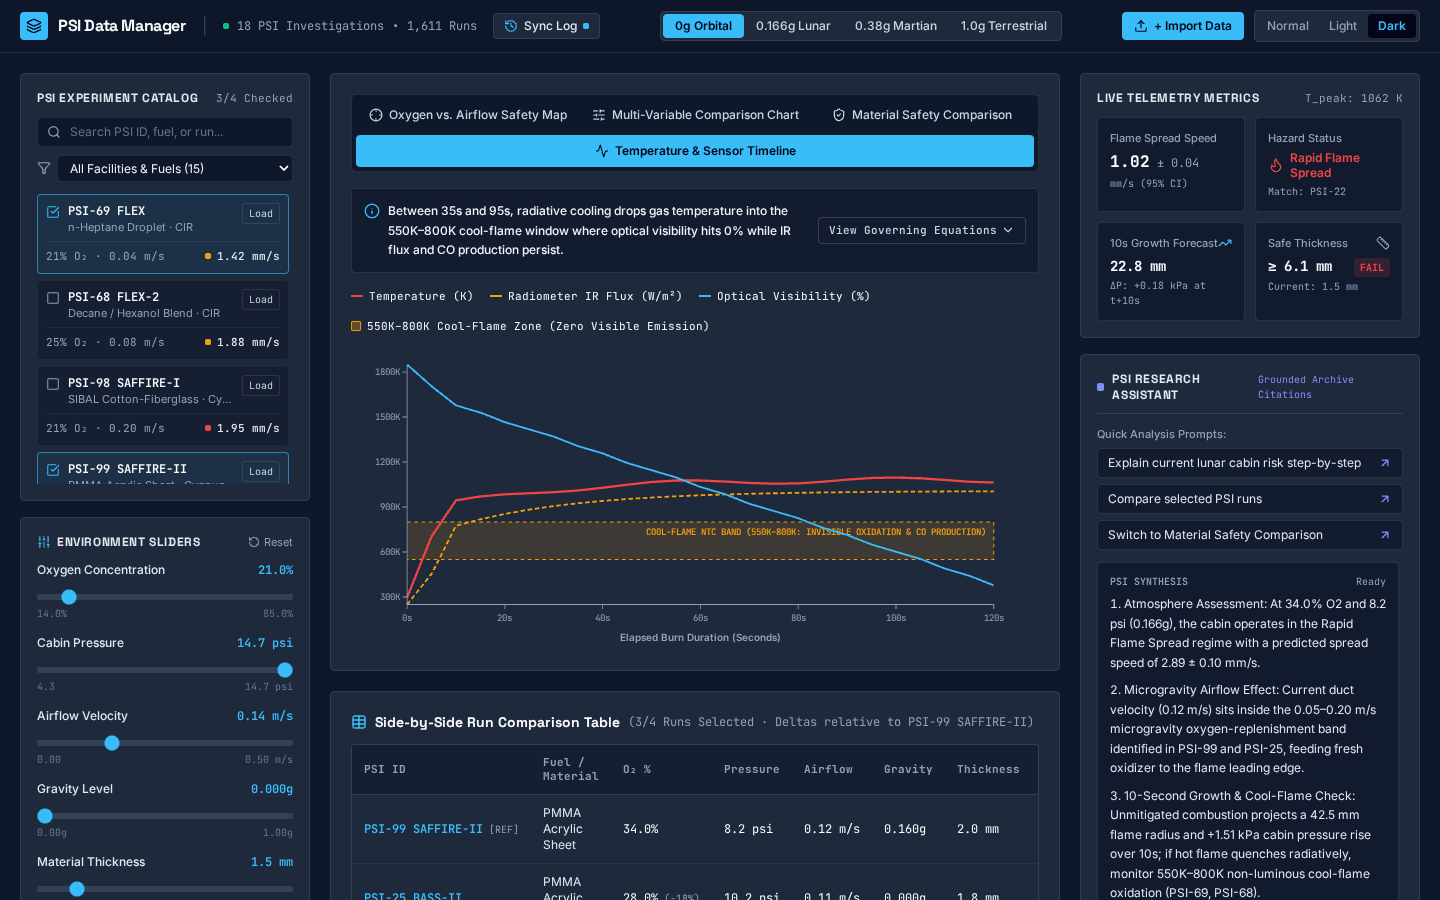 PSI Data Manager
18 PSI Investigations • 1,611 Runs
Sync Log
0g Orbital
0.166g Lunar
0.38g Martian
1.0g Terrestrial
+ Import Data
Normal
Light
Dark
PSI EXPERIMENT CATALOG
3/4 Checked
Search PSI ID, fuel, or run...
All Facilities & Fuels (15)
PSI-69 FLEX
Load
n-Heptane Droplet · CIR
21% O₂ · 0.04 m/s
1.42 mm/s
PSI-68 FLEX-2
Load
Decane / Hexanol Blend · CIR
25% O₂ · 0.08 m/s
1.88 mm/s
PSI-98 SAFFIRE-I
Load
SIBAL Cotton-Fiberglass · Cy...
21% O₂ · 0.20 m/s
1.95 mm/s
PSI-99 SAFFIRE-II
Load
ENVIRONMENT SLIDERS
Reset
Oxygen Concentration
21.0%
14.0%
85.0%
Cabin Pressure
14.7 psi
4.3
14.7 psi
Airflow Velocity
0.14 m/s
0.00
0.50 m/s
Gravity Level
0.000g
0.00g
1.00g
Material Thickness
1.5 mm
Oxygen vs. Airflow Safety Map
Multi-Variable Comparison Chart
Material Safety Comparison
Temperature & Sensor Timeline
Between 35s and 95s, radiative cooling drops gas temperature into the
550K–800K cool-flame window where optical visibility hits 0% while IR
flux and CO production persist.
View Governing Equations
Temperature (K)
Radiometer IR Flux (W/m²)
Optical Visibility (%)
550K–800K Cool-Flame Zone (Zero Visible Emission)
1800K
1500K
1200K
900K
600K
300K
COOL-FLAME NTC BAND (550K–800K: INVISIBLE OXIDATION & CO PRODUCTION)
0s
20s
40s
60s
80s
100s
120s
Elapsed Burn Duration (Seconds)
Side-by-Side Run Comparison Table
(3/4 Runs Selected · Deltas relative to PSI-99 SAFFIRE-II)
PSI ID
Fuel /
Material
O₂ %
Pressure
Airflow
Gravity
Thickness
PSI-99 SAFFIRE-II [REF]
PMMA
Acrylic
Sheet
34.0%
8.2 psi
0.12 m/s
0.160g
2.0 mm
PSI-25 BASS-II
PMMA
Acrylic
28.0% (-18%)
10.2 psi
0.11 m/s
0.000g
1.8 mm
LIVE TELEMETRY METRICS
T_peak: 1062 K
Flame Spread Speed
1.02 ± 0.04
mm/s (95% CI)
Hazard Status
Rapid Flame
Spread
Match: PSI-22
10s Growth Forecast
22.8 mm
ΔP: +0.18 kPa at
t+10s
Safe Thickness
≥ 6.1 mm
FAIL
Current: 1.5 mm
PSI RESEARCH
ASSISTANT
Grounded Archive
Citations
Quick Analysis Prompts:
Explain current lunar cabin risk step-by-step
Compare selected PSI runs
Switch to Material Safety Comparison
PSI SYNTHESIS
Ready
1. Atmosphere Assessment: At 34.0% O2 and 8.2
psi (0.166g), the cabin operates in the Rapid
Flame Spread regime with a predicted spread
speed of 2.89 ± 0.10 mm/s.
2. Microgravity Airflow Effect: Current duct
velocity (0.12 m/s) sits inside the 0.05–0.20 m/s
microgravity oxygen-replenishment band
identified in PSI-99 and PSI-25, feeding fresh
oxidizer to the flame leading edge.
3. 10-Second Growth & Cool-Flame Check:
Unmitigated combustion projects a 42.5 mm
flame radius and +1.51 kPa cabin pressure rise
over 10s; if hot flame quenches radiatively,
monitor 550K–800K non-luminous cool-flame
oxidation (PSI-69, PSI-68).